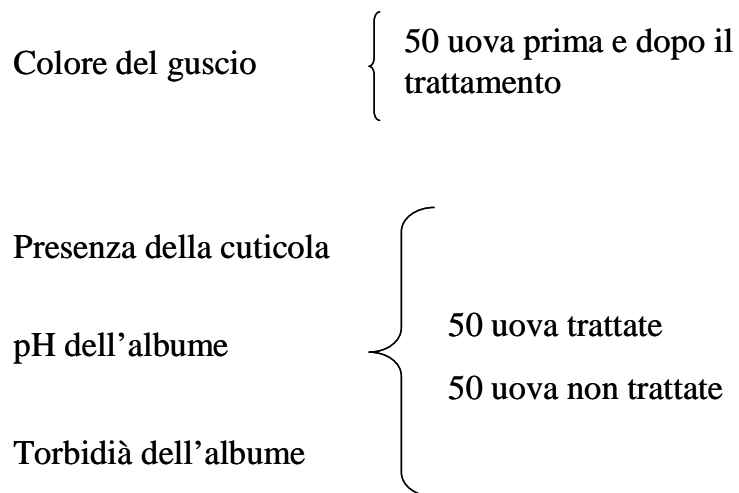 Colore del guscio
50 uova prima e dopo il
trattamento
Presenza della cuticola
pH dell’albume
Torbidià dell’albume
50 uova trattate
50 uova non trattate